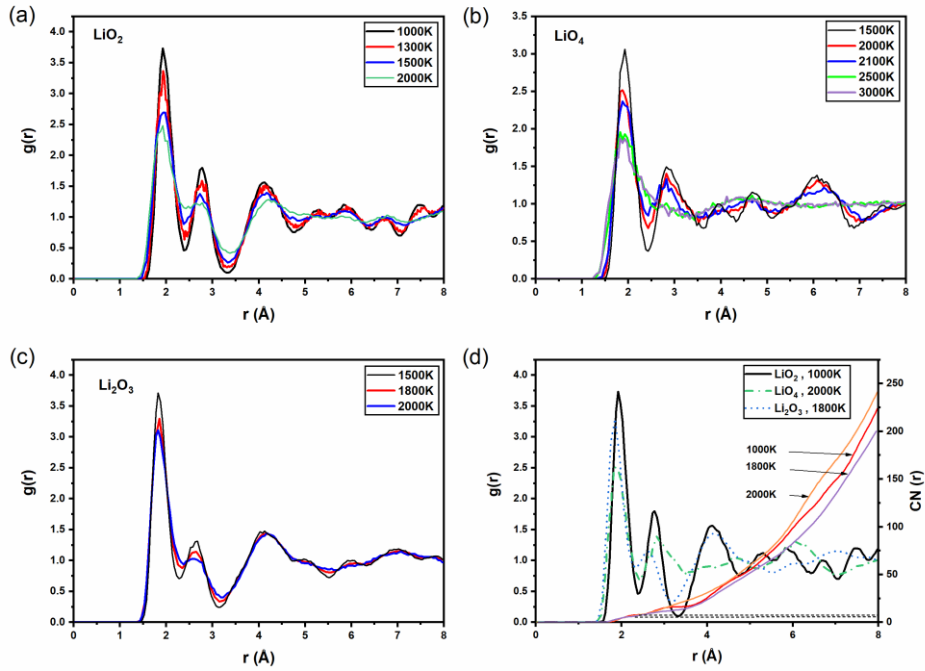 (a)
LiO₂
1000K
1300K
1500K
2000K
4.0
3.5
3.0
2.5
2.0
1.5
1.0
0.5
0.0
g(r)
0 1 2 3 4 5 6 7 8
r (Å)
(b)
LiO₄
1500K
2000K
2100K
2500K
3000K
3.5
3.0
2.5
2.0
1.5
1.0
0.5
0.0
g(r)
0 1 2 3 4 5 6 7 8
r (Å)
(c)
Li₂O₃
1500K
1800K
2000K
4.0
3.5
3.0
2.5
2.0
1.5
1.0
0.5
0.0
g(r)
0 1 2 3 4 5 6 7 8
r (Å)
(d)
LiO₂ , 1000K
LiO₄ , 2000K
Li₂O₃ , 1800K
1000K
1800K
2000K
4.0
3.5
3.0
2.5
2.0
1.5
1.0
0.5
0.0
g(r)
250
200
150
100
50
0
CN (r)
0 2 4 6 8
r (Å)